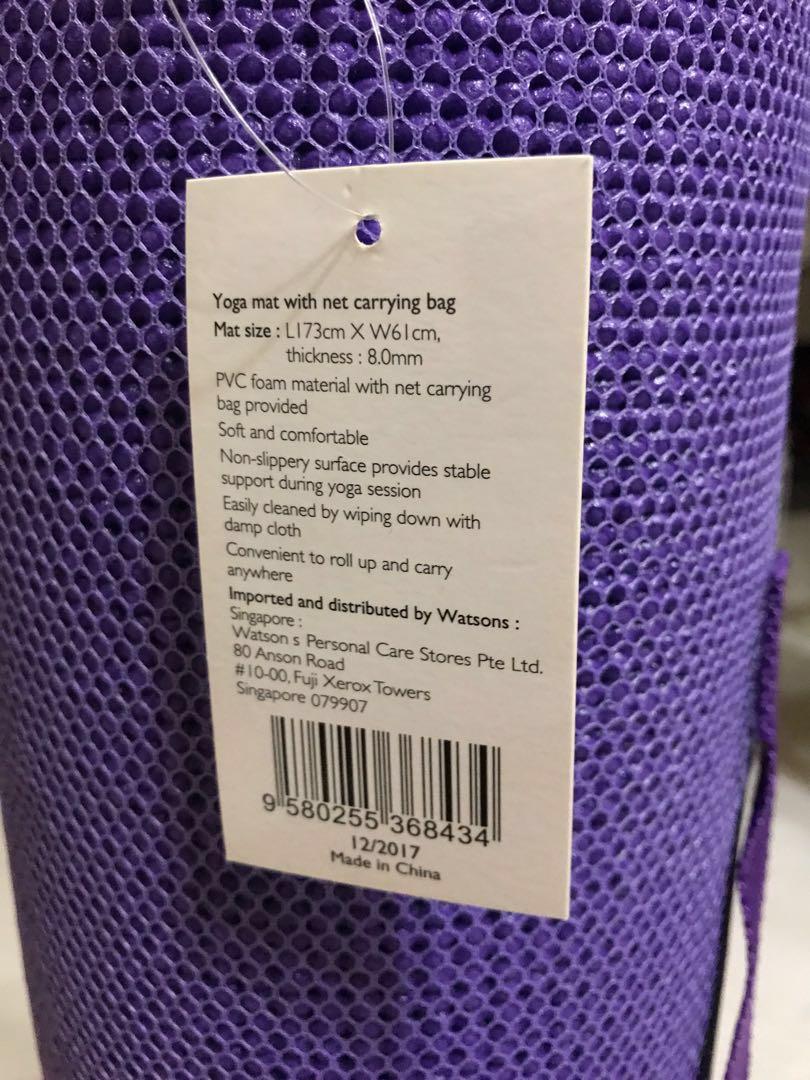 Yoga mat with net carrying bag
Mat size : L173cm X W61cm,
thickness : 8.0mm
PVC foam material with net carrying
bag provided
Soft and comfortable
Non-slippery surface provides stable
support during yoga session
Easily cleaned by wiping down with
damp cloth
Convenient to roll up and carry
anywhere
Imported and distributed by Watsons :
Singapore :
Watson s Personal Care Stores Pte Ltd.
80 Anson Road
#10-00, Fuji Xerox Towers
Singapore 079907
9 580255 368434
12/2017
Made in China